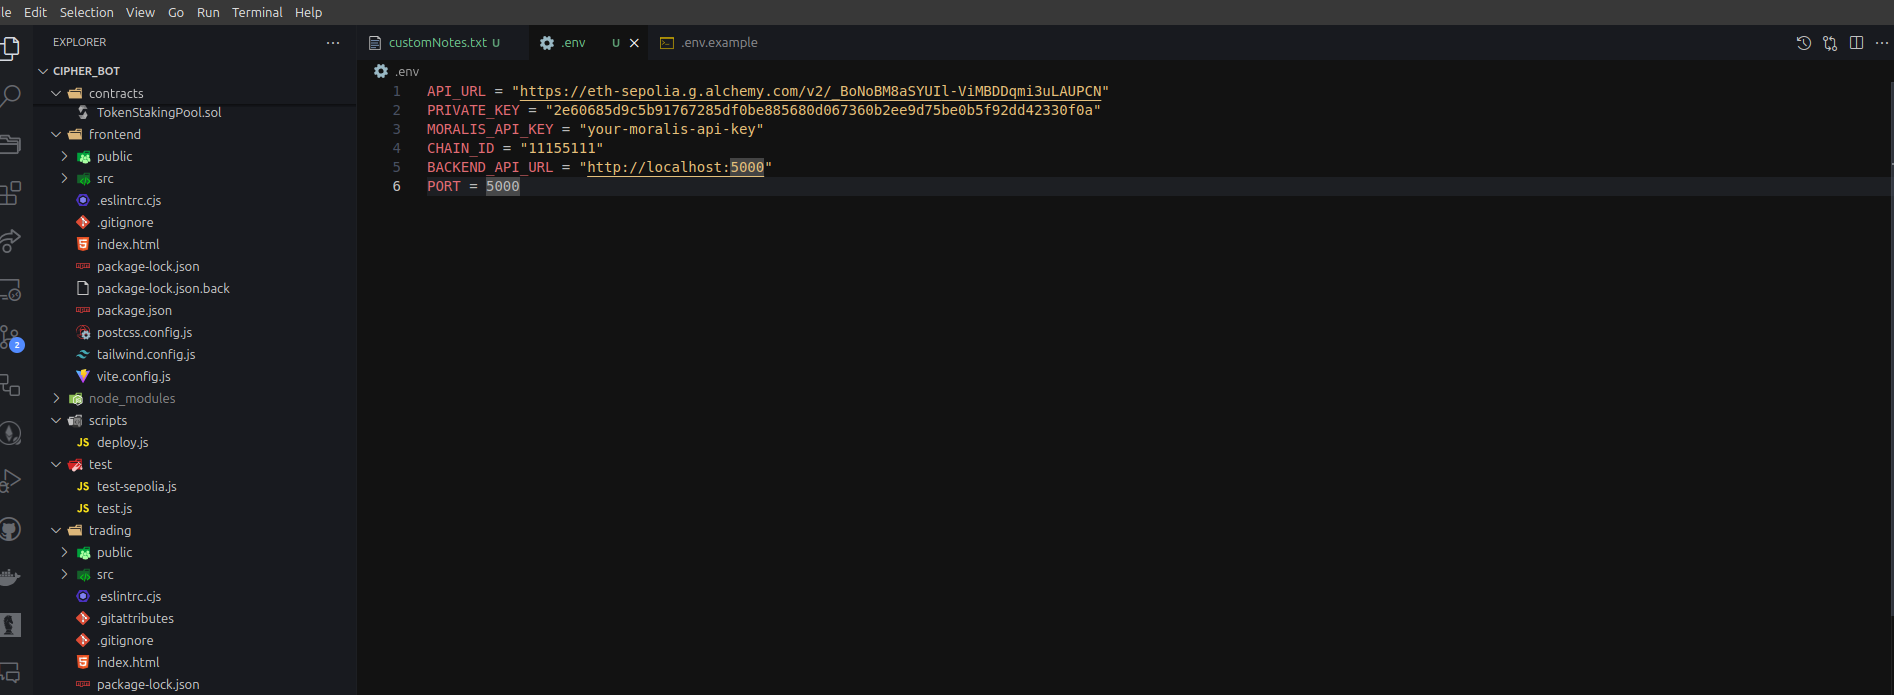 le Edit Selection View Go Run Terminal Help
EXPLORER
CIPHER_BOT
contracts
TokenStakingPool.sol
frontend
public
src
.eslintrc.cjs
.gitignore
index.html
package-lock.json
package-lock.json.back
package.json
postcss.config.js
tailwind.config.js
vite.config.js
node_modules
scripts
JS deploy.js
test
JS test-sepolia.js
JS test.js
trading
public
src
.eslintrc.cjs
.gitattributes
.gitignore
index.html
package-lock.json
2
customNotes.txt U
.env U
.env.example
.env
1 API_URL = "https://eth-sepolia.g.alchemy.com/v2/_BoNoBM8aSYUIl-ViMBDDqmi3uLAUPCN"
2 PRIVATE_KEY = "2e60685d9c5b91767285df0be885680d067360b2ee9d75be0b5f92dd42330f0a"
3 MORALIS_API_KEY = "your-moralis-api-key"
4 CHAIN_ID = "11155111"
5 BACKEND_API_URL = "http://localhost:5000"
6 PORT = 5000